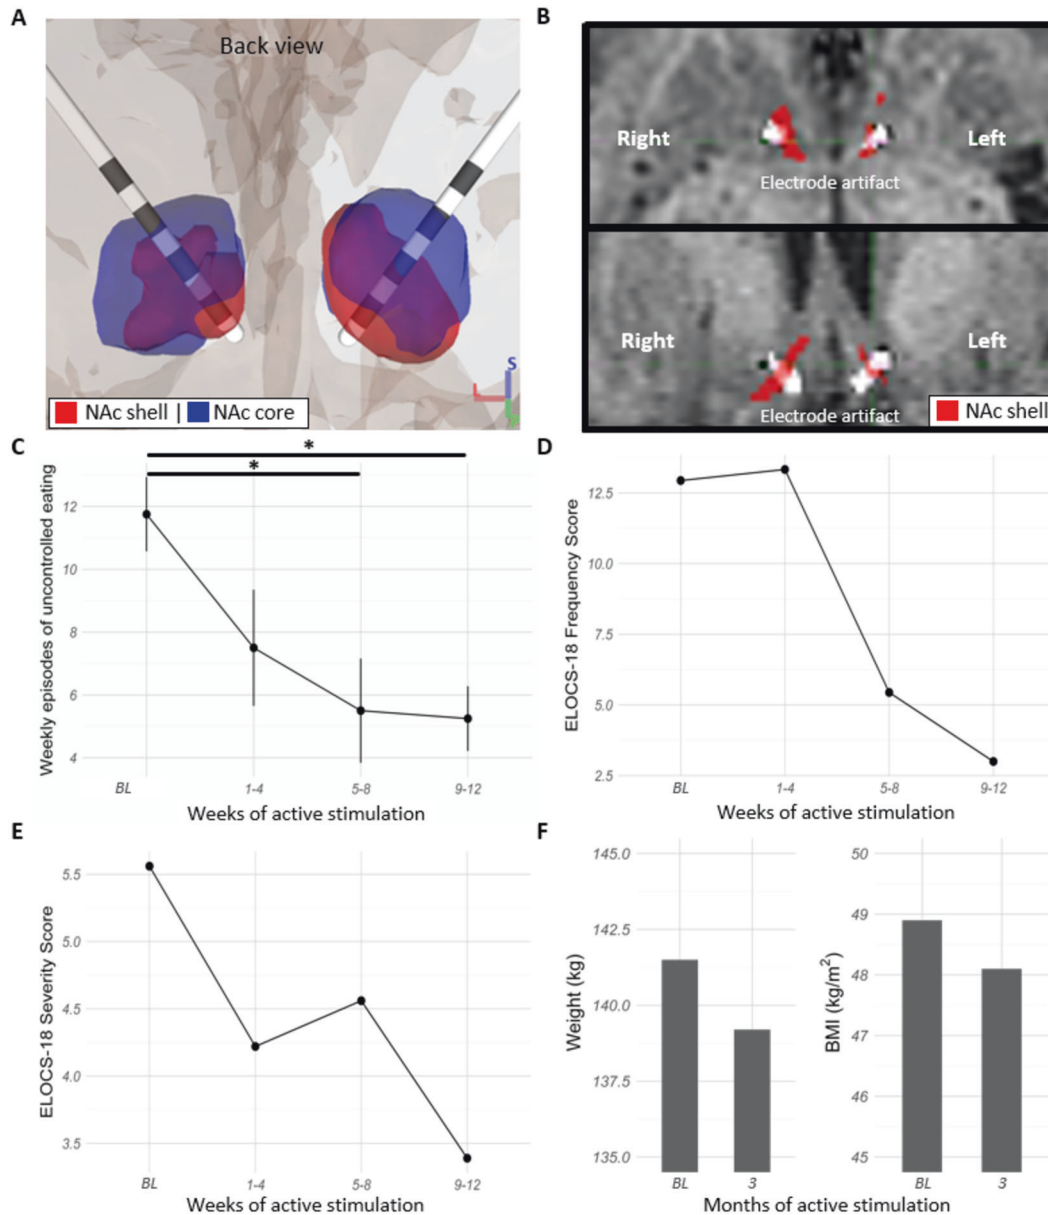 A
Back view
S
NAc shell | NAc core
B
Right
Left
Electrode artifact
Right
Left
Electrode artifact
NAc shell
C
* 
*
Weekly episodes of uncontrolled eating
12
10
8
6
4
BL 1-4 5-8 9-12
Weeks of active stimulation
D
ELOCS-18 Frequency Score
12.5
10.0
7.5
5.0
2.5
BL 1-4 5-8 9-12
Weeks of active stimulation
E
ELOCS-18 Severity Score
5.5
5.0
4.5
4.0
3.5
BL 1-4 5-8 9-12
Weeks of active stimulation
F
Weight (kg)
145.0
142.5
140.0
137.5
135.0
BL 3
BMI (kg/m²)
50
49
48
47
46
45
BL 3
Months of active stimulation